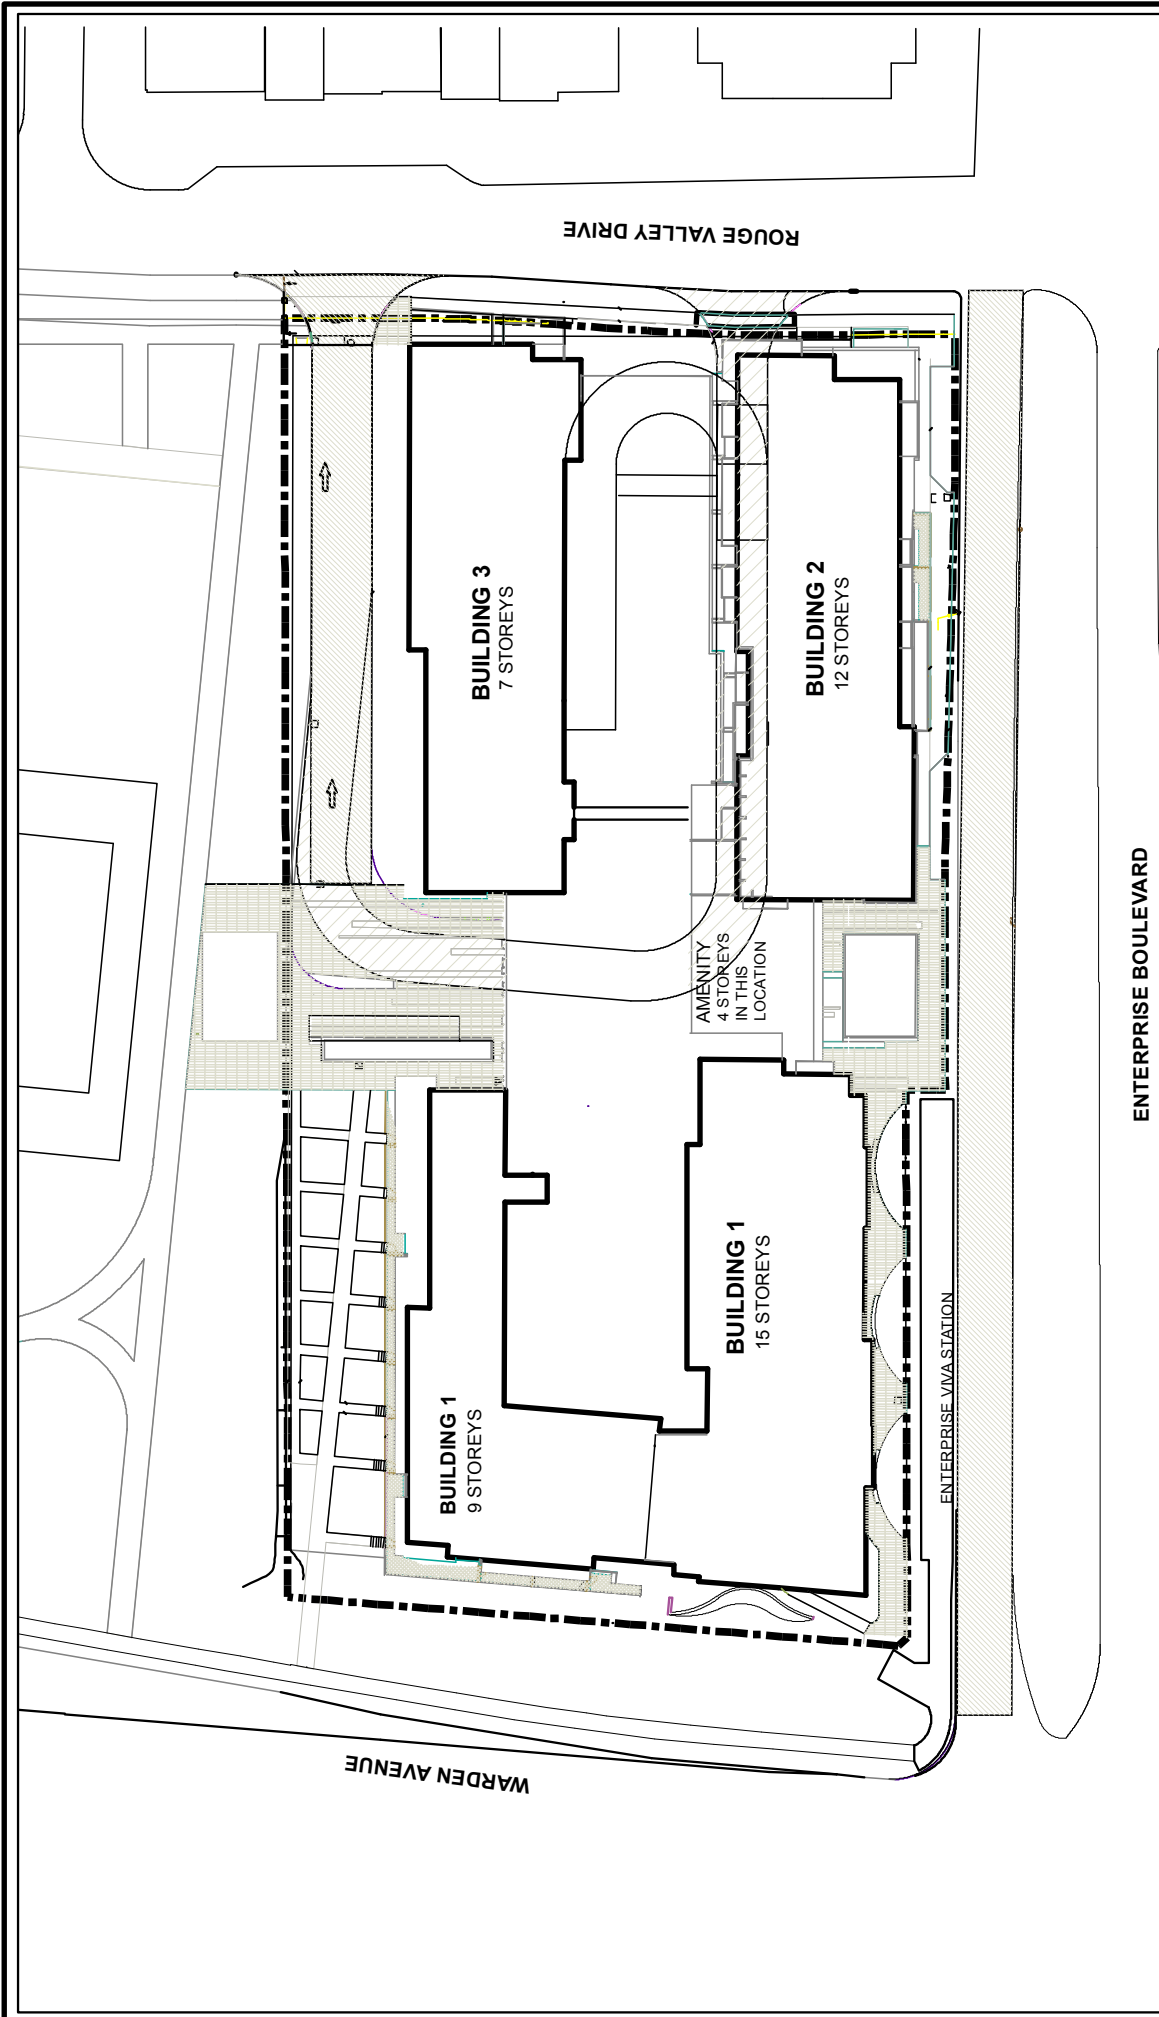 ROUGE VALLEY DRIVE
BUILDING 3
7 STOREYS
BUILDING 2
12 STOREYS
AMENITY
4 STOREYS
IN THIS
LOCATION
BUILDING 1
15 STOREYS
BUILDING 1
9 STOREYS
ENTERPRISE VIVA STATION
ENTERPRISE BOULEVARD
WARDEN AVENUE